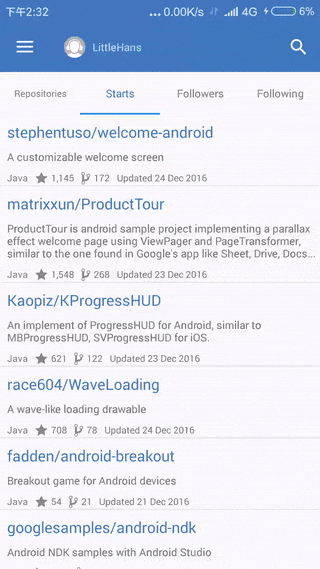 下午2:32
... 0.00K/s 4G 6%
LittleHans
Repositories Starts Followers Following
stephentuso/welcome-android
A customizable welcome screen
Java 1,145 172 Updated 24 Dec 2016
matrixxun/ProductTour
ProductTour is android sample project implementing a parallax
effect welcome page using ViewPager and PageTransformer,
similar to the one found in Google's app like Sheet, Drive, Docs...
Java 1,548 268 Updated 23 Dec 2016
Kaopiz/KProgressHUD
An implement of ProgressHUD for Android, similar to
MBProgressHUD, SVProgressHUD for iOS.
Java 621 122 Updated 23 Dec 2016
race604/WaveLoading
A wave-like loading drawable
Java 708 78 Updated 24 Dec 2016
fadden/android-breakout
Breakout game for Android devices
Java 54 21 Updated 21 Dec 2016
googlesamples/android-ndk
Android NDK samples with Android Studio